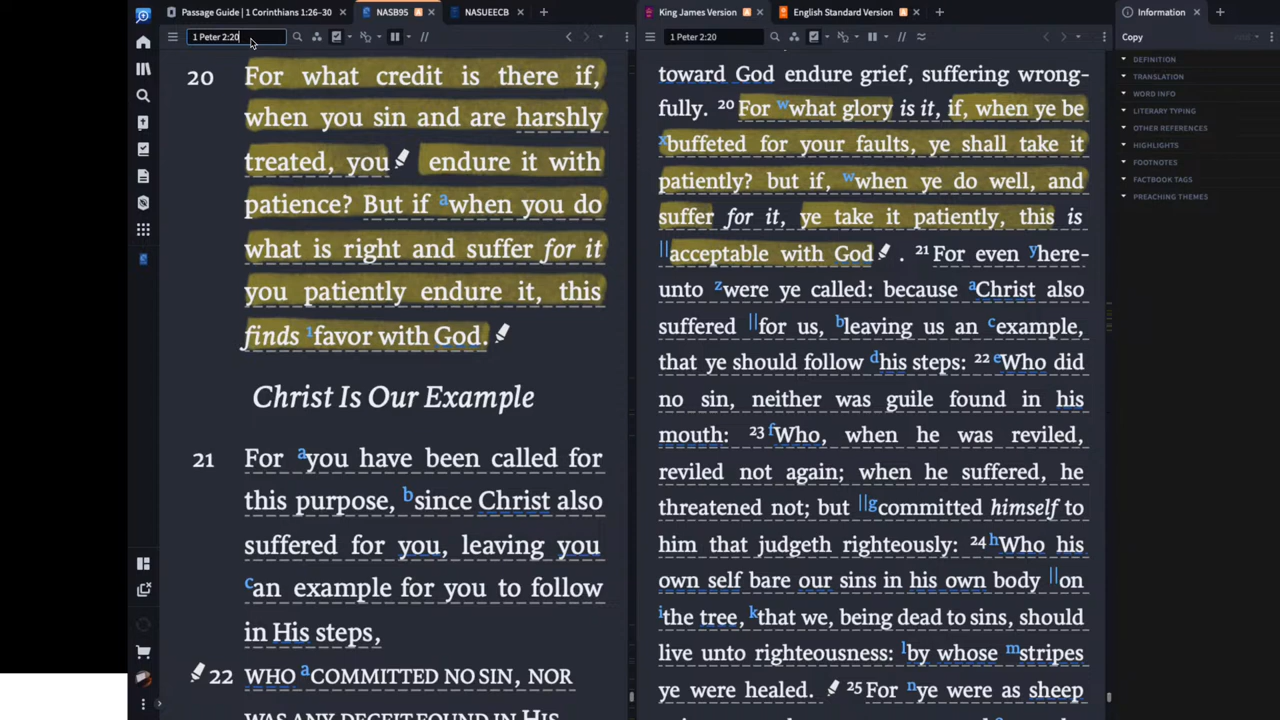 Passage Guide | 1 Corinthians 1:26–30
NASB95
NASUEECB
King James Version
English Standard Version
Information
1 Peter 2:20
1 Peter 2:20
Copy
20 For what credit is there if,
when you sin and are harshly
treated, you endure it with
patience? But if a when you do
what is right and suffer for it
you patiently endure it, this
finds 1 favor with God.
Christ Is Our Example
21 For a you have been called for
this purpose, b since Christ also
suffered for you, leaving you
c an example for you to follow
in His steps,
22 WHO a COMMITTED NO SIN, NOR
WAS ANY DECEIT FOUND IN HIS
toward God endure grief, suffering wrong-
fully. 20 For w what glory is it, if, when ye be
x buffeted for your faults, ye shall take it
patiently? but if, w when ye do well, and
suffer for it, ye take it patiently, this is
|| acceptable with God . 21 For even y here-
unto z were ye called: because a Christ also
suffered || for us, b leaving us an c example,
that ye should follow d his steps: 22 e Who did
no sin, neither was guile found in his
mouth: 23 f Who, when he was reviled,
reviled not again; when he suffered, he
threatened not; but || g committed himself to
him that judgeth righteously: 24 h Who his
own self bare our sins in his own body || on
i the tree, k that we, being dead to sins, should
live unto righteousness: l by whose m stripes
ye were healed. 25 For n ye were as sheep
DEFINITION
TRANSLATION
WORD INFO
LITERARY TYPING
OTHER REFERENCES
HIGHLIGHTS
FOOTNOTES
FACTBOOK TAGS
PREACHING THEMES